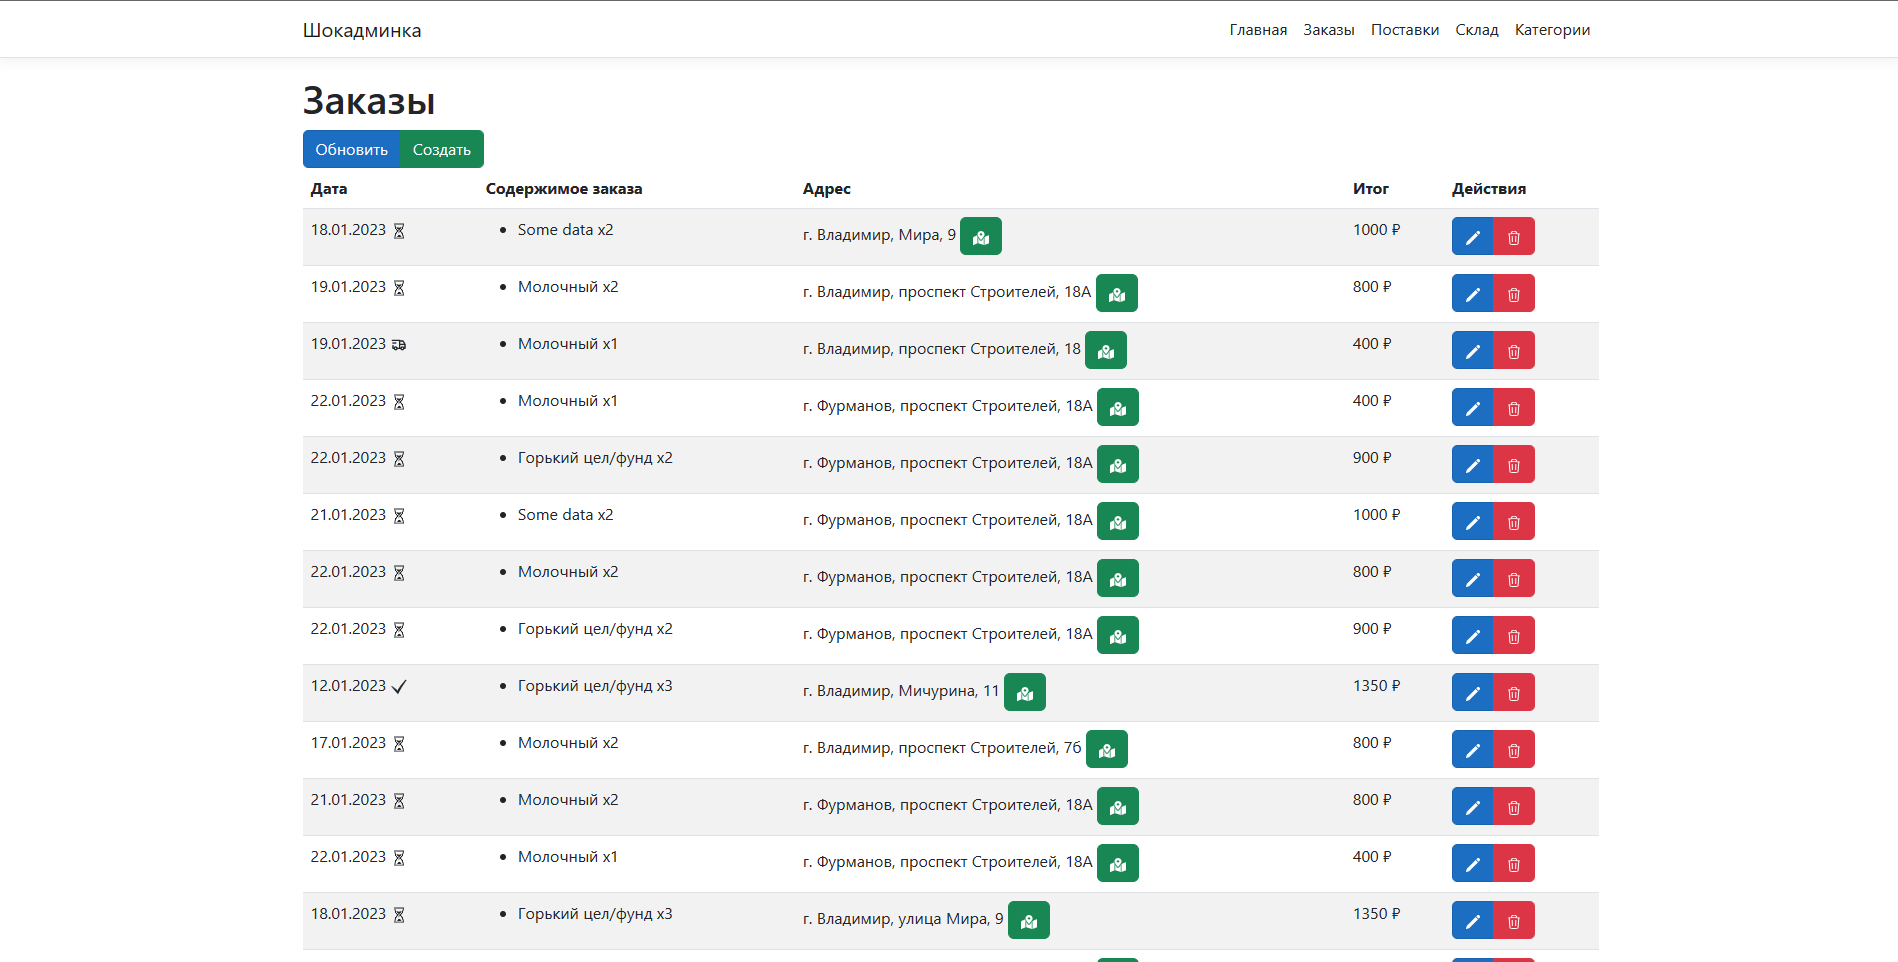 Шокадминка
Главная Заказы Поставки Склад Категории
Заказы
Обновить Создать
Дата Содержимое заказа Адрес Итог Действия
18.01.2023 Some data x2 г. Владимир, Мира, 9 1000 ₽
19.01.2023 Молочный x2 г. Владимир, проспект Строителей, 18А 800 ₽
19.01.2023 Молочный x1 г. Владимир, проспект Строителей, 18 400 ₽
22.01.2023 Молочный x1 г. Фурманов, проспект Строителей, 18А 400 ₽
22.01.2023 Горький цел/фунд x2 г. Фурманов, проспект Строителей, 18А 900 ₽
21.01.2023 Some data x2 г. Фурманов, проспект Строителей, 18А 1000 ₽
22.01.2023 Молочный x2 г. Фурманов, проспект Строителей, 18А 800 ₽
22.01.2023 Горький цел/фунд x2 г. Фурманов, проспект Строителей, 18А 900 ₽
12.01.2023 Горький цел/фунд x3 г. Владимир, Мичурина, 11 1350 ₽
17.01.2023 Молочный x2 г. Владимир, проспект Строителей, 7б 800 ₽
21.01.2023 Молочный x2 г. Фурманов, проспект Строителей, 18А 800 ₽
22.01.2023 Молочный x1 г. Фурманов, проспект Строителей, 18А 400 ₽
18.01.2023 Горький цел/фунд x3 г. Владимир, улица Мира, 9 1350 ₽